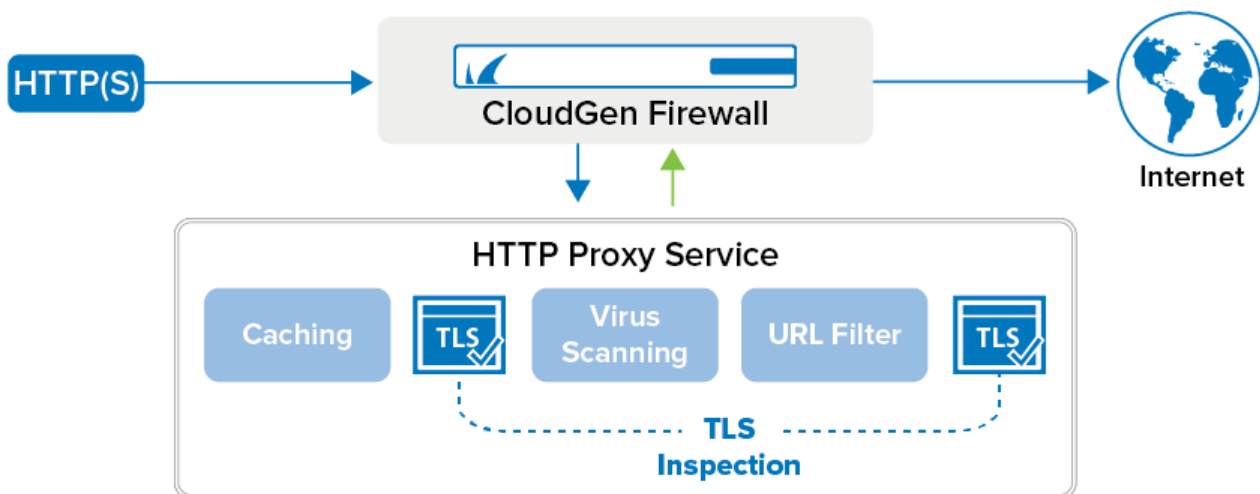 HTTP(S)
CloudGen Firewall
Internet
HTTP Proxy Service
Caching
TLS
Virus
Scanning
URL Filter
TLS
TLS
Inspection